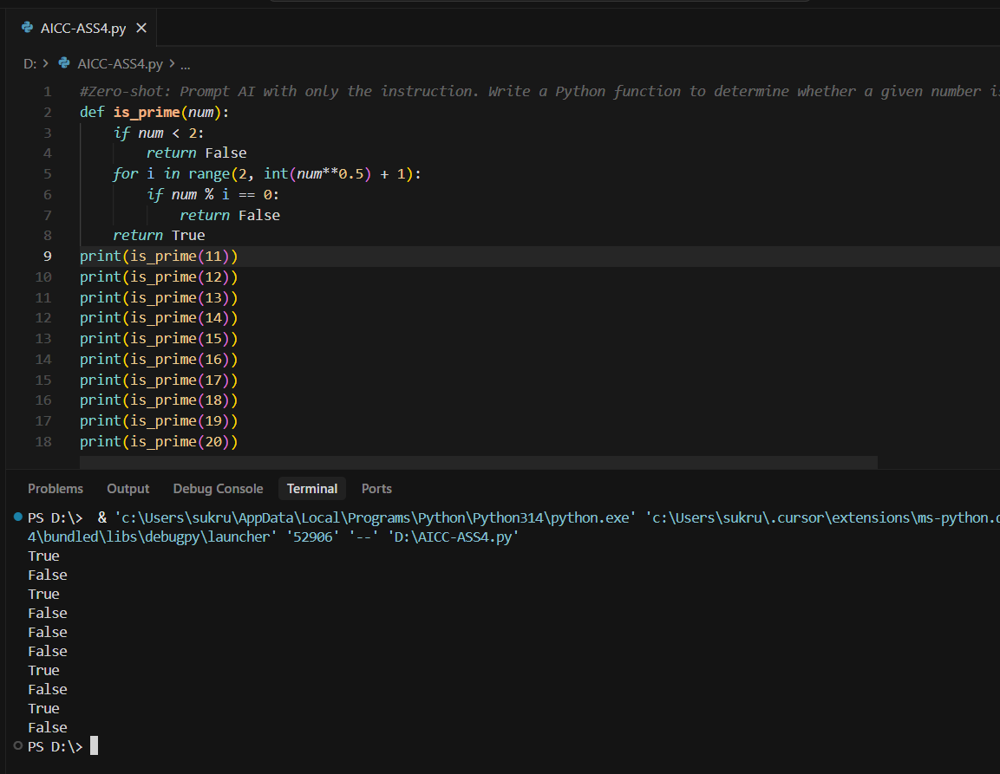 AICC-ASS4.py
D: > AICC-ASS4.py > ...
1 #Zero-shot: Prompt AI with only the instruction. Write a Python function to determine whether a given number
2 def is_prime(num):
3     if num < 2:
4         return False
5     for i in range(2, int(num**0.5) + 1):
6         if num % i == 0:
7             return False
8     return True
9 print(is_prime(11))
10 print(is_prime(12))
11 print(is_prime(13))
12 print(is_prime(14))
13 print(is_prime(15))
14 print(is_prime(16))
15 print(is_prime(17))
16 print(is_prime(18))
17 print(is_prime(19))
18 print(is_prime(20))
Problems Output Debug Console Terminal Ports
PS D:\>  & 'c:\Users\sukru\AppData\Local\Programs\Python\Python314\python.exe' 'c:\Users\sukru\.cursor\extensions\ms-python.
4\bundled\libs\debugpy\launcher' '52906' '--' 'D:\AICC-ASS4.py'
True
False
True
False
False
False
True
False
True
False
PS D:\>